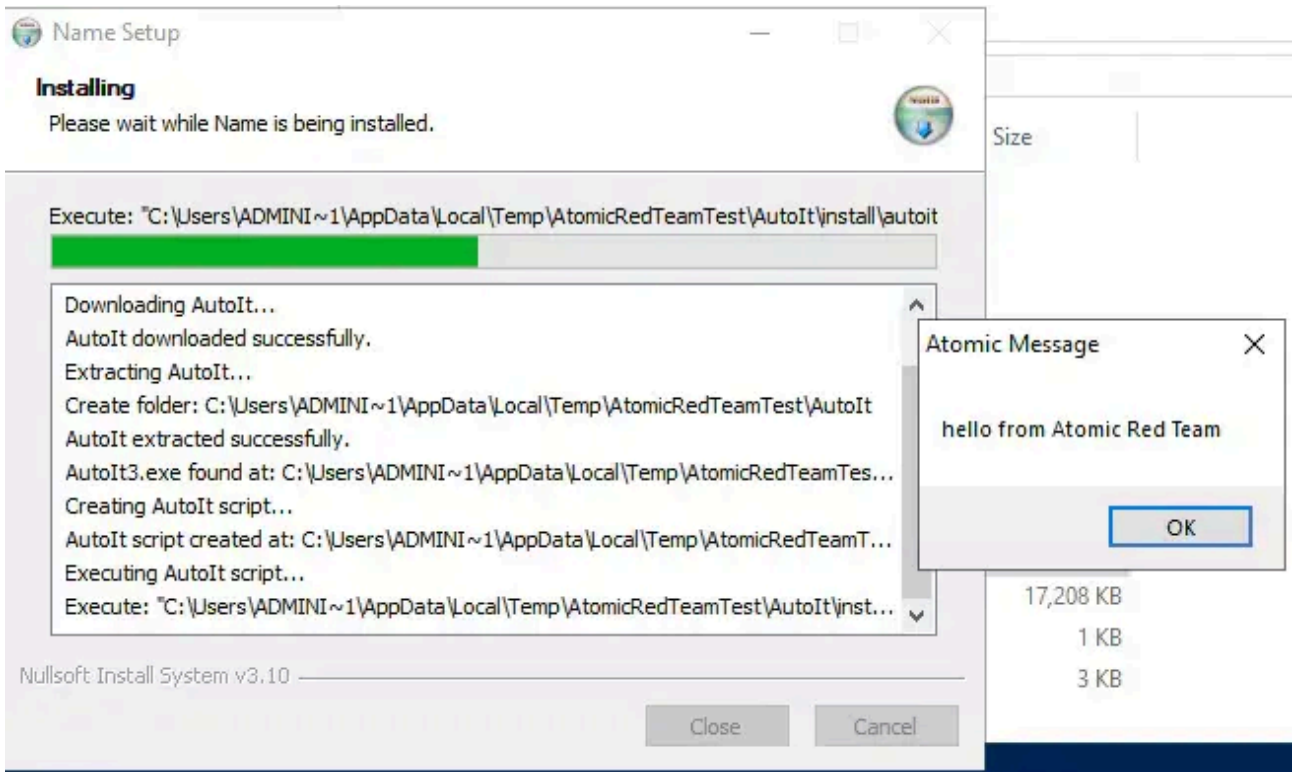 Name Setup
Installing
Please wait while Name is being installed.
Size
Execute: "C:\Users\ADMINI~1\AppData\Local\Temp\AtomicRedTeamTest\AutoIt\install\autoit
Downloading AutoIt...
AutoIt downloaded successfully.
Extracting AutoIt...
Create folder: C:\Users\ADMINI~1\AppData\Local\Temp\AtomicRedTeamTest\AutoIt
AutoIt extracted successfully.
AutoIt3.exe found at: C:\Users\ADMINI~1\AppData\Local\Temp\AtomicRedTeamTes...
Creating AutoIt script...
AutoIt script created at: C:\Users\ADMINI~1\AppData\Local\Temp\AtomicRedTeamT...
Executing AutoIt script...
Execute: "C:\Users\ADMINI~1\AppData\Local\Temp\AtomicRedTeamTest\AutoIt\inst...
Atomic Message
hello from Atomic Red Team
OK
17,208 KB
1 KB
3 KB
Nullsoft Install System v3.10
Close
Cancel